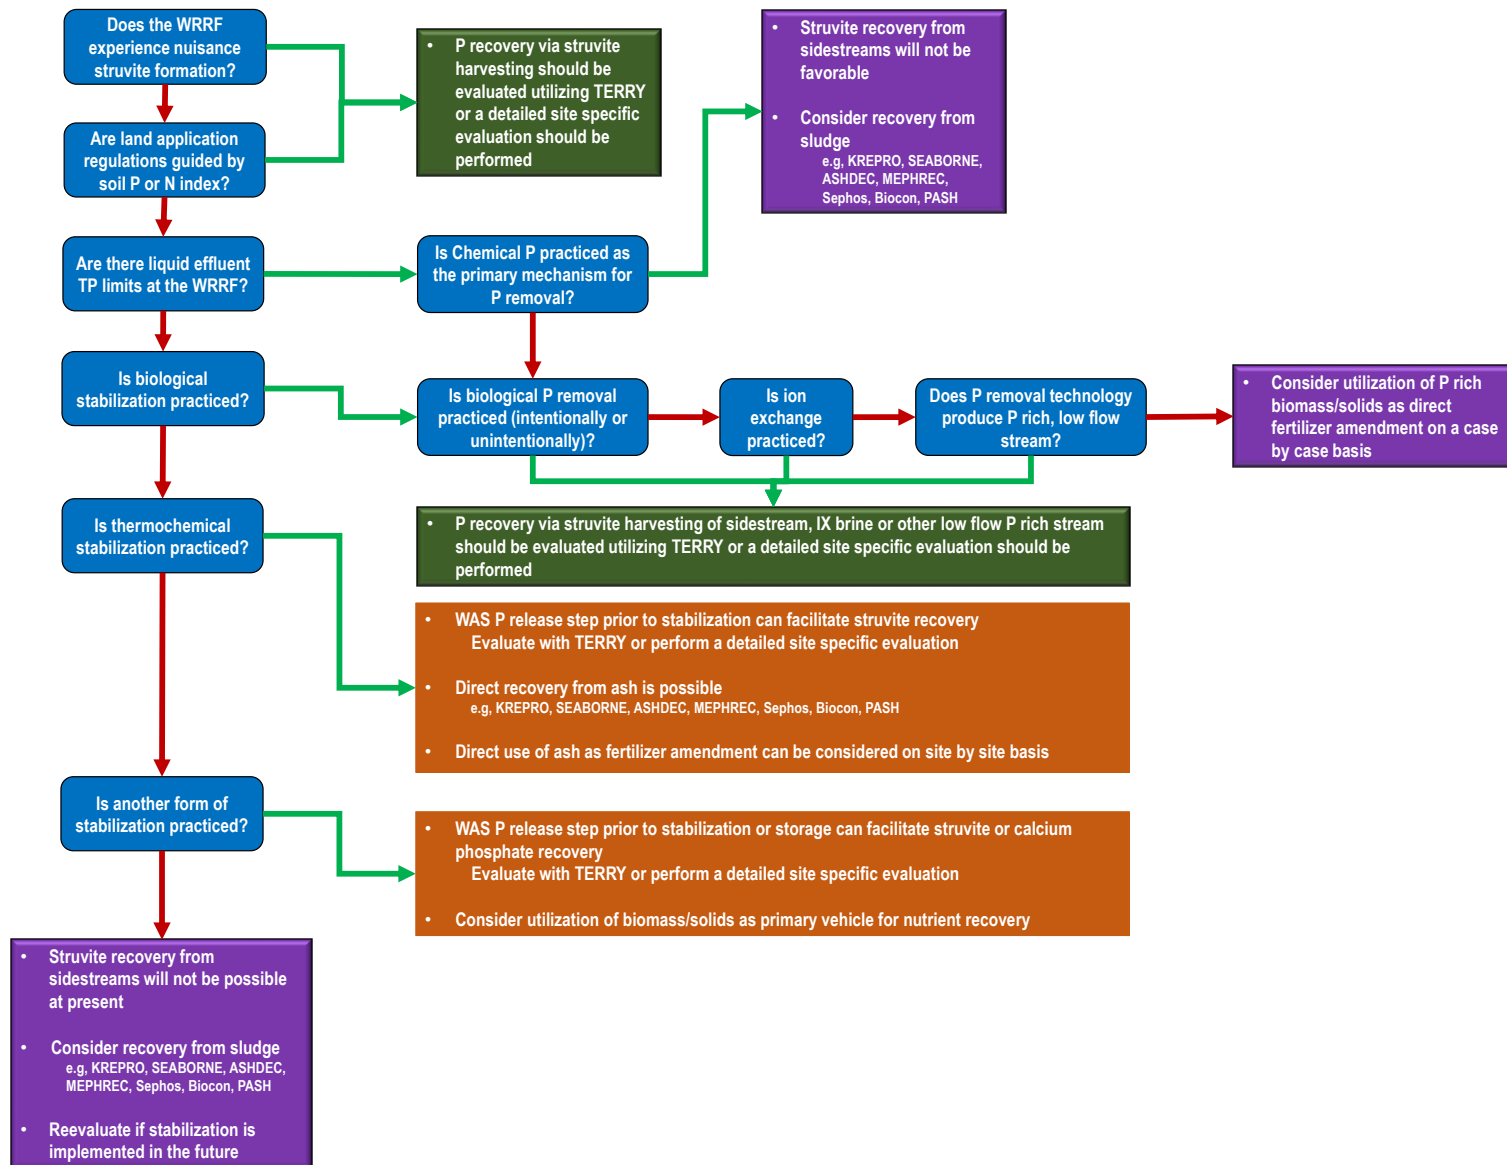 Does the WRRF
experience nuisance
struvite formation?
• P recovery via struvite
harvesting should be
evaluated utilizing TERRY
or a detailed site specific
evaluation should be
performed
• Struvite recovery from
sidestreams will not be
favorable
• Consider recovery from
sludge
e.g, KREPRO, SEABORNE,
ASHDEC, MEPHREC,
Sephos, Biocon, PASH
Are land application
regulations guided by
soil P or N index?
Are there liquid effluent
TP limits at the WRRF?
Is Chemical P practiced as
the primary mechanism for
P removal?
Is biological
stabilization practiced?
Is biological P removal
practiced (intentionally or
unintentionally)?
Is ion
exchange
practiced?
Does P removal technology
produce P rich, low flow
stream?
• Consider utilization of P rich
biomass/solids as direct
fertilizer amendment on a case
by case basis
Is thermochemical
stabilization practiced?
• P recovery via struvite harvesting of sidestream, IX brine or other low flow P rich stream
should be evaluated utilizing TERRY or a detailed site specific evaluation should be
performed
• WAS P release step prior to stabilization can facilitate struvite recovery
Evaluate with TERRY or perform a detailed site specific evaluation
• Direct recovery from ash is possible
e.g, KREPRO, SEABORNE, ASHDEC, MEPHREC, Sephos, Biocon, PASH
• Direct use of ash as fertilizer amendment can be considered on site by site basis
Is another form of
stabilization practiced?
• WAS P release step prior to stabilization or storage can facilitate struvite or calcium
phosphate recovery
Evaluate with TERRY or perform a detailed site specific evaluation
• Consider utilization of biomass/solids as primary vehicle for nutrient recovery
• Struvite recovery from
sidestreams will not be possible
at present
• Consider recovery from sludge
e.g, KREPRO, SEABORNE, ASHDEC,
MEPHREC, Sephos, Biocon, PASH
• Reevaluate if stabilization is
implemented in the future